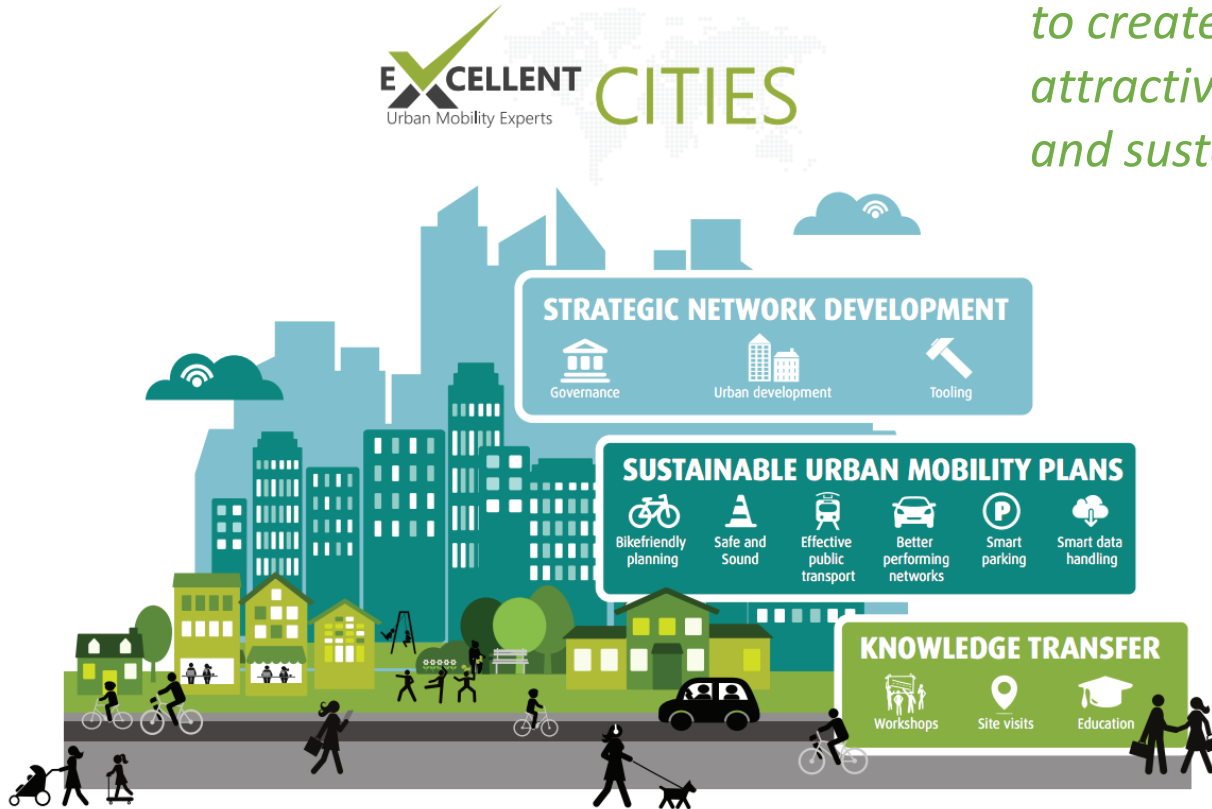 EXCELLENT
Urban Mobility Experts
CITIES
to create
and
STRATEGIC NETWORK DEVELOPMENT
Governance
Urban development
Tooling
SUSTAINABLE URBAN MOBILITY PLANS
Bikefriendly
planning
Safe and
Sound
Effective
public
transport
Better
performing
networks
P
Smart
parking
Smart data
handling
KNOWLEDGE TRANSFER
Workshops
Site visits
Education